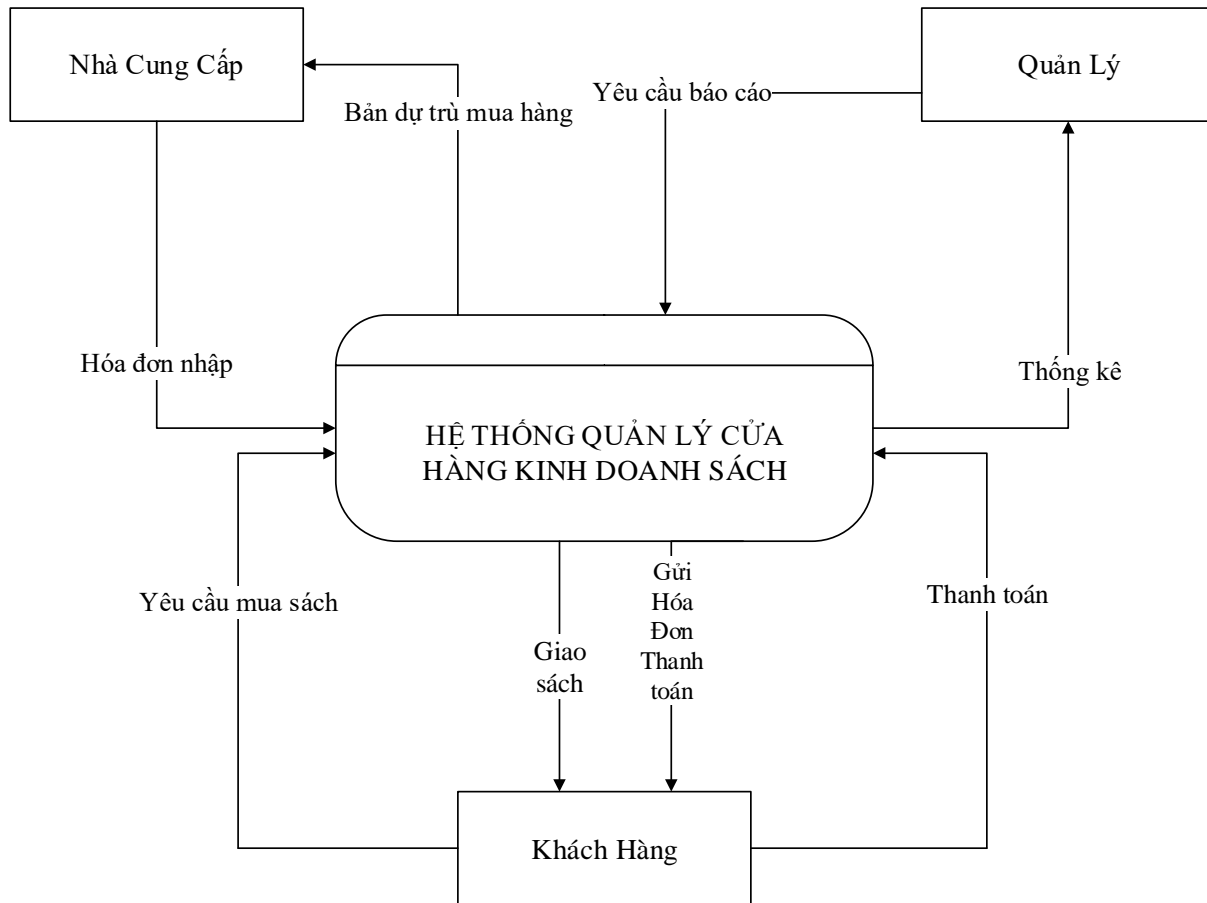 Nhà Cung Cấp
Quản Lý
Yêu cầu báo cáo
Bản dự trù mua hàng
Hóa đơn nhập
Thống kê
HỆ THỐNG QUẢN LÝ CỬA
HÀNG KINH DOANH SÁCH
Yêu cầu mua sách
Giao
sách
Gửi
Hóa
Đơn
Thanh
toán
Thanh toán
Khách Hàng